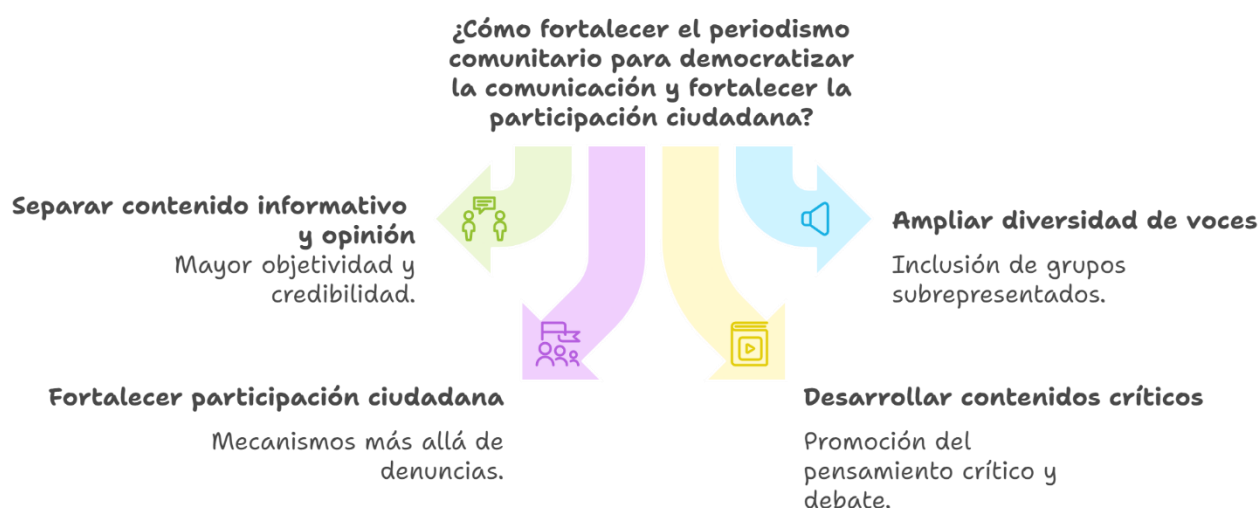 ¿Cómo fortalecer el periodismo
comunitario para democratizar
la comunicación y fortalecer la
participación ciudadana?
Separar contenido informativo
y opinión
Mayor objetividad y
credibilidad.
Ampliar diversidad de voces
Inclusión de grupos
subrepresentados.
Fortalecer participación ciudadana
Mecanismos más allá de
denuncias.
Desarrollar contenidos críticos
Promoción del
pensamiento crítico y
debate.